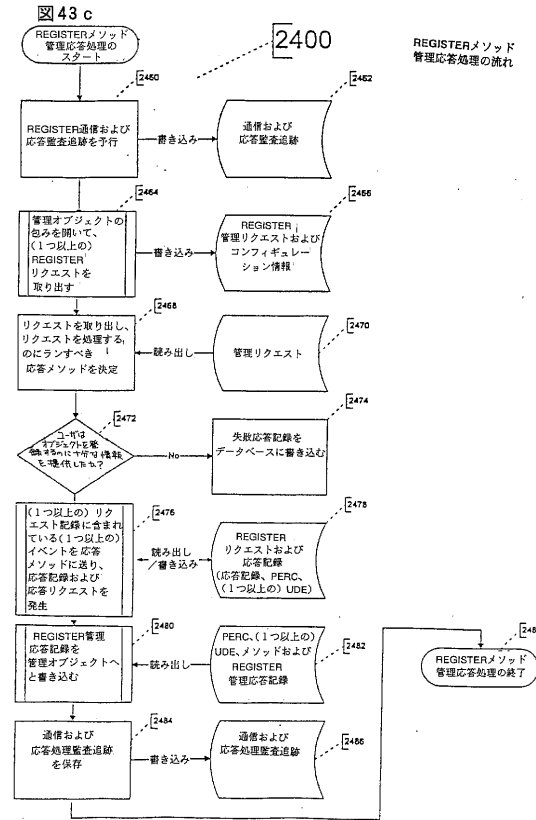 図43 c
REGISTERメソッド
管理応答処理の
スタート
2400
REGISTERメソッド
管理応答処理の流れ
2460
2462
REGISTER通信および
応答監査追跡を予行
書き込み
通信および
応答監査追跡
2464
2466
管理オブジェクトの
包みを開いて、
(1つ以上の)
REGISTER
リクエストを
取り出す
書き込み
REGISTER
管理リクエストおよび
コンフィギュレー
ション情報
2468
2470
リクエストを取り出し、
リクエストを処理する
のにランすべき
応答メソッドを決定
読み出し
管理リクエスト
2472
2474
ユーザは
オブジェクトを登
録するのに十分な情報
を提供したか?
No
失敗応答記録を
データベースに書き込む
2476
2478
(1つ以上の)リク
エスト記録に含まれ
ている(1つ以上の)
イベントを応答
メソッドに送り、
応答記録および
応答リクエストを
発生
読み出し
/書き込み
REGISTER
リクエストおよび
応答記録
(応答記録、PERC、
(1つ以上の)UDE)
2480
2482
REGISTER管理
応答記録を
管理オブジェクトへ
と書き込む
読み出し
PERC、(1つ以上の)
UDE、メソッドおよび
REGISTER
管理応答記録
248
REGISTERメソッド
管理応答処理の終了
2484
2486
通信および
応答処理監査追跡
を保存
書き込み
通信および
応答処理監査追跡